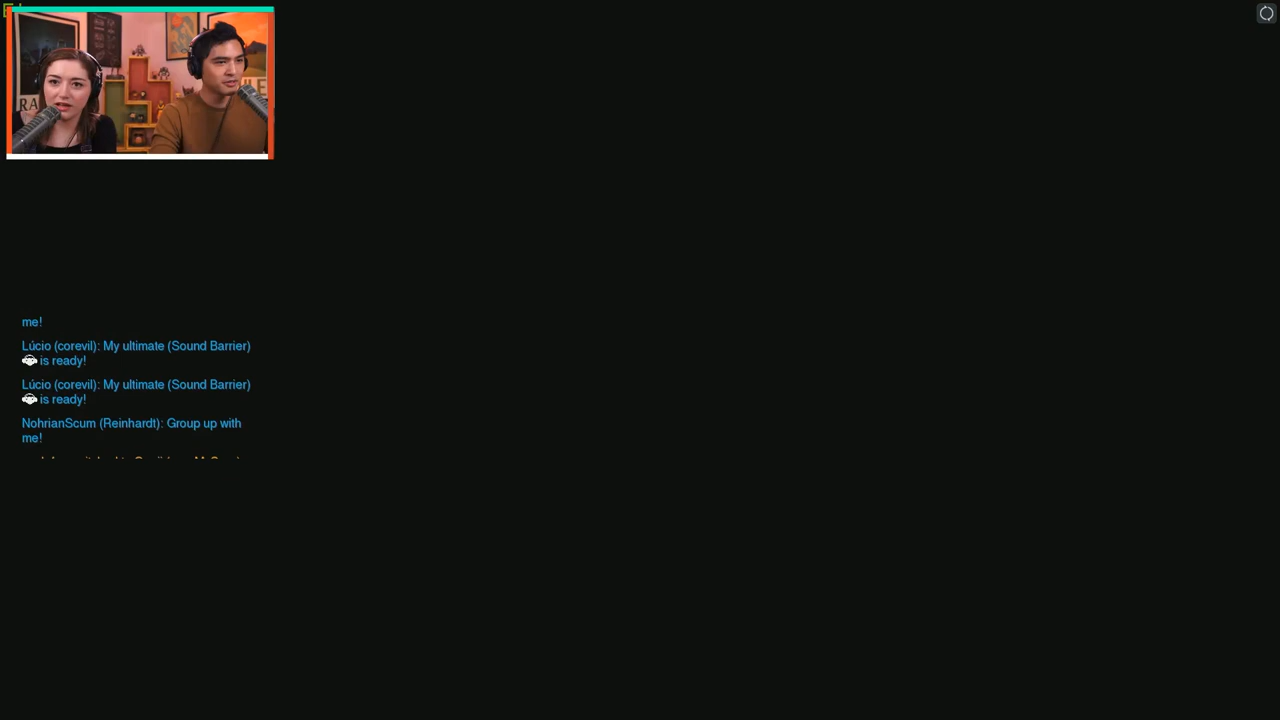 RA
me!
Lúcio (corevil): My ultimate (Sound Barrier)
is ready!
Lúcio (corevil): My ultimate (Sound Barrier)
is ready!
NohrianScum (Reinhardt): Group up with
me!